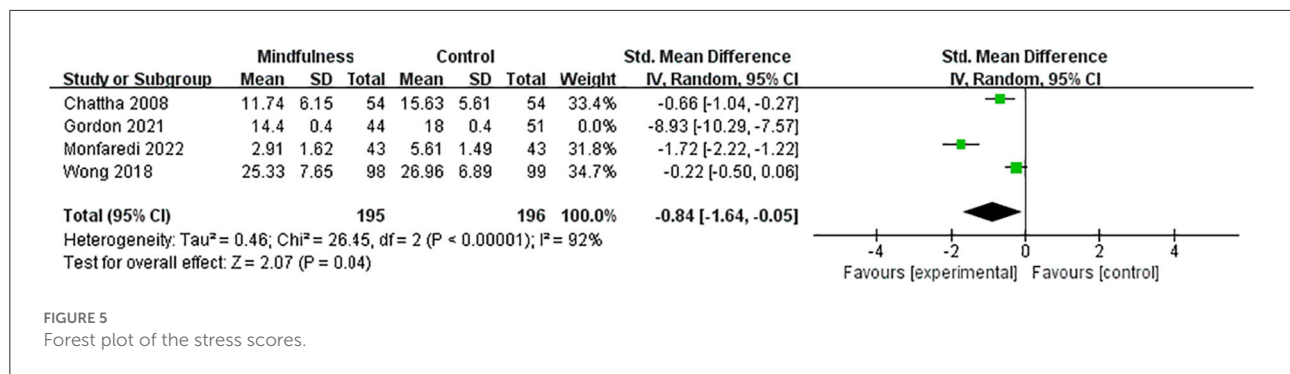 Mindfulness Control Std. Mean Difference Std. Mean Difference
Study or Subgroup Mean SD Total Mean SD Total Weight IV, Random, 95% CI IV, Random, 95% CI
Chattha 2008 11.74 6.15 54 15.63 5.61 54 33.4% -0.66 [-1.04, -0.27]
Gordon 2021 14.4 0.4 44 18 0.4 51 0.0% -8.93 [-10.29, -7.57]
Monfaredi 2022 2.91 1.62 43 5.61 1.49 43 31.8% -1.72 [-2.22, -1.22]
Wong 2018 25.33 7.65 98 26.96 6.89 99 34.7% -0.22 [-0.50, 0.06]
Total (95% CI) 195 196 100.0% -0.84 [-1.64, -0.05]
Heterogeneity: Tau² = 0.46; Chi² = 26.45, df = 2 (P < 0.00001); I² = 92%
Test for overall effect: Z = 2.07 (P = 0.04)
-4 -2 0 2 4
Favours [experimental] Favours [control]
FIGURE 5
Forest plot of the stress scores.